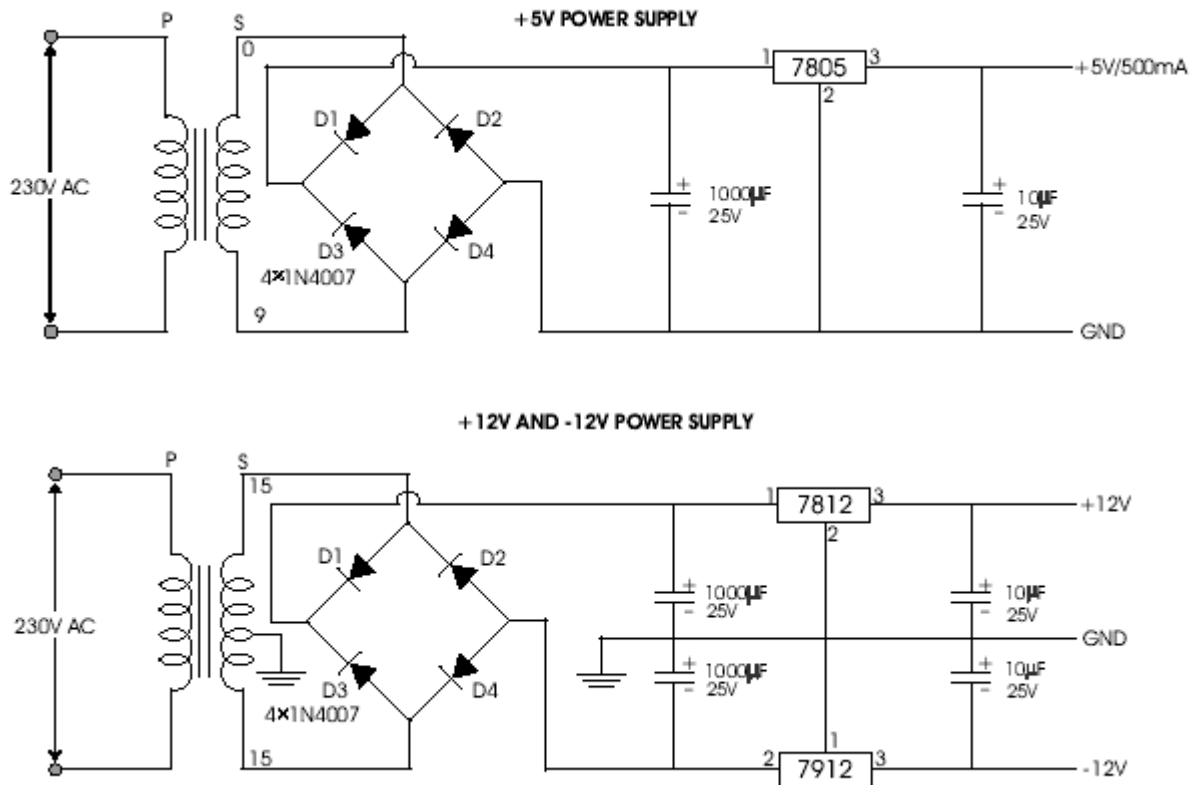 +5V POWER SUPPLY
P
S
0
1
7805
3
+5V/500mA
2
D1
D2
230V AC
+
1000µF
-
25V
+
10µF
-
25V
D3
D4
4×1N4007
9
GND
+12V AND -12V POWER SUPPLY
P
S
15
1
7812
3
+12V
2
D1
D2
+
1000µF
-
25V
+
10µF
-
25V
230V AC
GND
+
1000µF
-
25V
+
10µF
-
25V
D3
D4
4×1N4007
15
1
2
7912
3
-12V